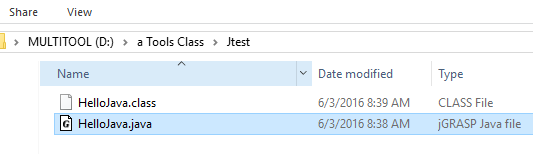 Share View
MULTITOOL (D:) a Tools Class Jtest
Name Date modified Type
HelloJava.class 6/3/2016 8:39 AM CLASS File
HelloJava.java 6/3/2016 8:38 AM jGRASP Java file